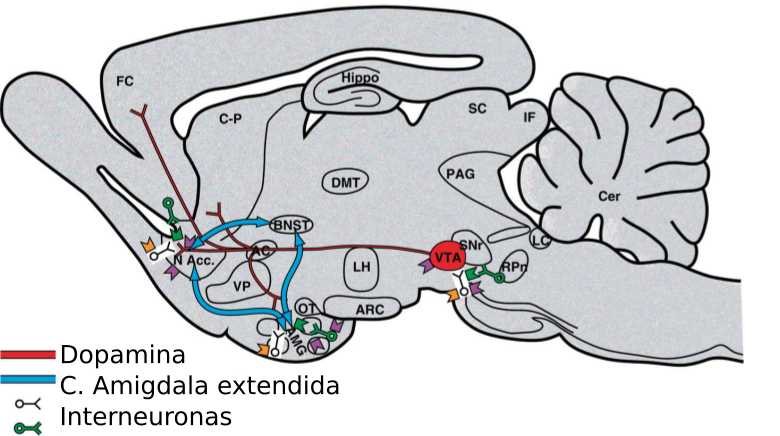 FC
Hippo
C-P
SC
IF
DMT
PAG
Cer
BNST
AC
SNr
LC
N Acc.
VTA
LH
RPn
VP
OT
ARC
AMG
Dopamina
C. Amigdala extendida
Interneuronas